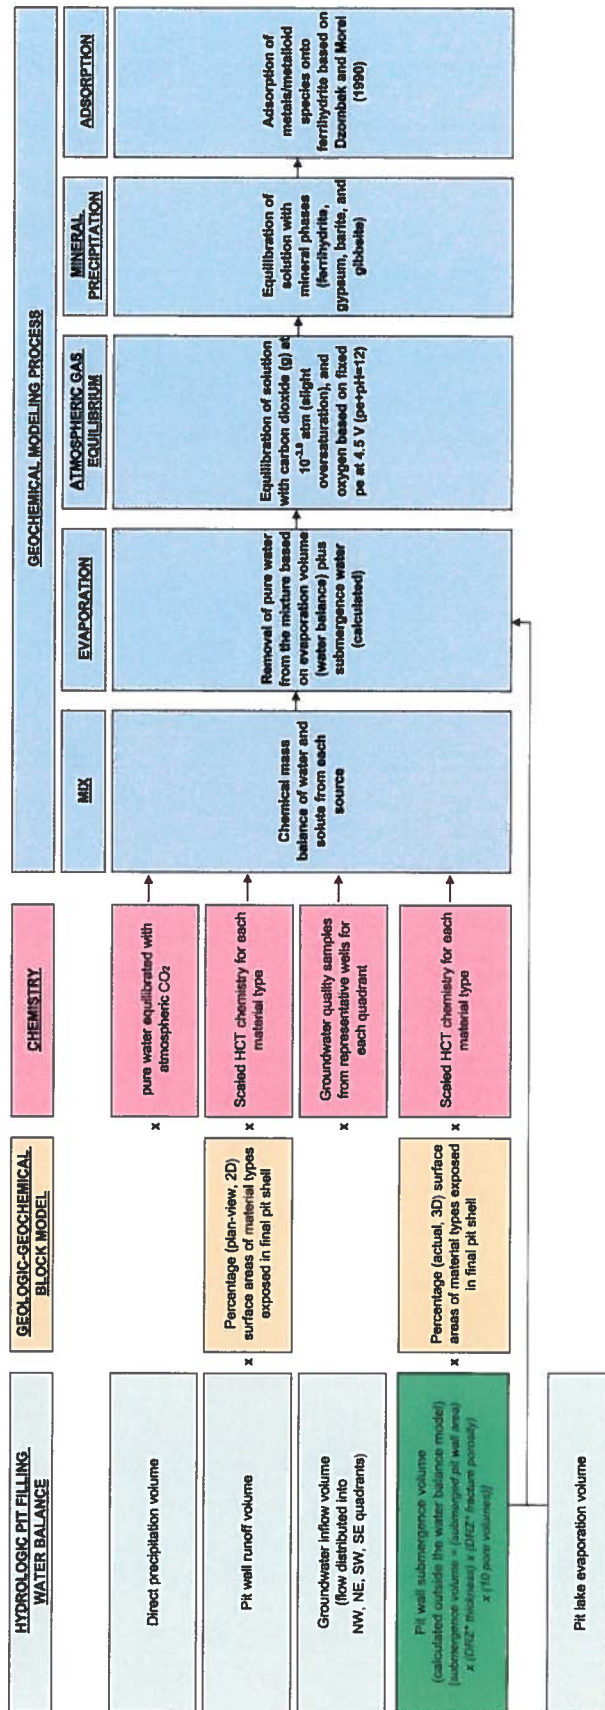 HYDROLOGIC PIT FILLING
WATER BALANCE
GEOLOGIC-GEOCHEMICAL
BLOCK MODEL
CHEMISTRY
GEOCHEMICAL MODELING PROCESS
MIX
EVAPORATION
ATMOSPHERIC GAS
EQUILIBRIUM
MINERAL
PRECIPITATION
ADSORPTION
Direct precipitation volume
x
pure water equilibrated with
atmospheric CO₂
Pit wall runoff volume
x
Percentage (plan-view, 2D)
surface areas of material types
exposed in final pit shell
x
Scaled HCT chemistry for each
material type
Groundwater inflow volume
(flow distributed into
NW, NE, SW, SE quadrants)
x
Groundwater quality samples
from representative wells for
each quadrant
Pit wall submergence volume
(calculated outside the water balance model)
[submergence volume = (submerged pit wall area)
x (DRZ* thickness) x (DRZ* fracture porosity)
x (10 pore volumes)]
x
Percentage (actual, 3D) surface
areas of material types exposed
in final pit shell
x
Scaled HCT chemistry for each
material type
Pit lake evaporation volume
Chemical mass
balance of water and
solute from each
source
Removal of pure water
from the mixture based
on evaporation volume
(water balance) plus
submergence water
(calculated)
Equilibration of solution
with carbon dioxide (g) at
10⁻³·⁸ atm (slight
oversaturation), and
oxygen based on fixed
pe at 4.5 V (pe+pH=12)
Equilibration of
solution with
mineral phases
(ferrihydrite,
gypsum, barite, and
gibbsite)
Adsorption of
metals/metalloid
species onto
ferrihydrite based on
Dzombek and Morel
(1990)